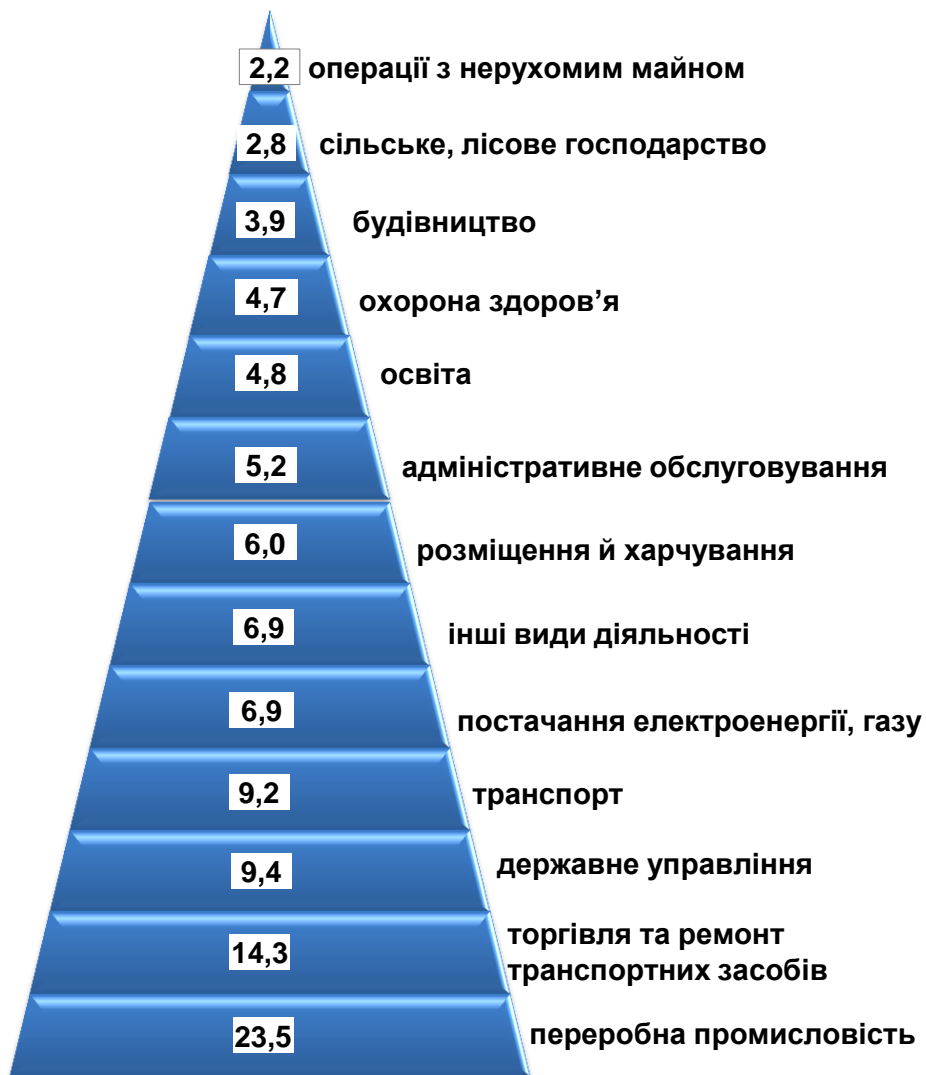 2,2 операції з нерухомим майном
2,8 сільське, лісове господарство
3,9 будівництво
4,7 охорона здоров’я
4,8 освіта
5,2 адміністративне обслуговування
6,0 розміщення й харчування
6,9 інші види діяльності
6,9 постачання електроенергії, газу
9,2 транспорт
9,4 державне управління
14,3 торгівля та ремонт
транспортних засобів
23,5 переробна промисловість